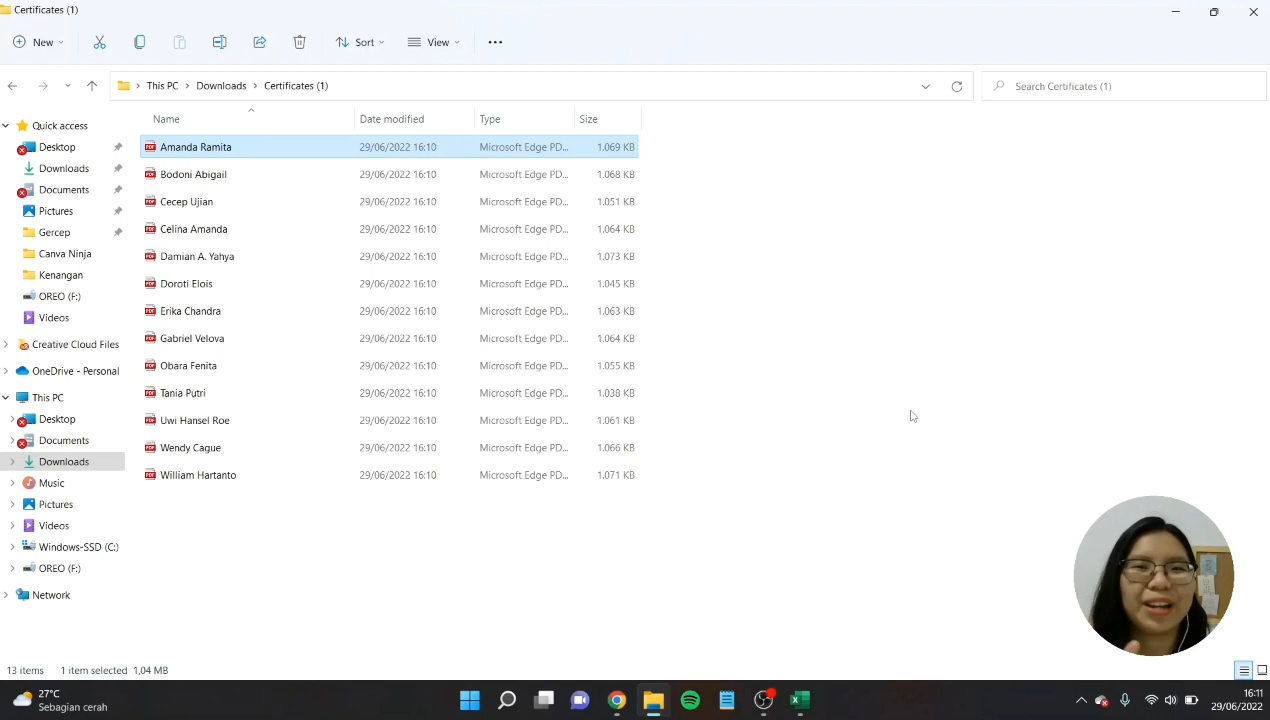 Certificates (1)
New
Sort
View
This PC > Downloads > Certificates (1)
Search Certificates (1)
Name Date modified Type Size
Quick access
Desktop
Downloads
Documents
Pictures
Gercep
Canva Ninja
Kenangan
OREO (F:)
Videos
Creative Cloud Files
OneDrive - Personal
This PC
Desktop
Documents
Downloads
Music
Pictures
Videos
Windows-SSD (C:)
OREO (F:)
Network
Amanda Ramita 29/06/2022 16:10 Microsoft Edge PD... 1.069 KB
Bodoni Abigail 29/06/2022 16:10 Microsoft Edge PD... 1.068 KB
Cecep Ujian 29/06/2022 16:10 Microsoft Edge PD... 1.051 KB
Celina Amanda 29/06/2022 16:10 Microsoft Edge PD... 1.064 KB
Damian A. Yahya 29/06/2022 16:10 Microsoft Edge PD... 1.073 KB
Doroti Elois 29/06/2022 16:10 Microsoft Edge PD... 1.045 KB
Erika Chandra 29/06/2022 16:10 Microsoft Edge PD... 1.063 KB
Gabriel Velova 29/06/2022 16:10 Microsoft Edge PD... 1.064 KB
Obara Fenita 29/06/2022 16:10 Microsoft Edge PD... 1.055 KB
Tania Putri 29/06/2022 16:10 Microsoft Edge PD... 1.038 KB
Uwi Hansel Roe 29/06/2022 16:10 Microsoft Edge PD... 1.061 KB
Wendy Cague 29/06/2022 16:10 Microsoft Edge PD... 1.066 KB
William Hartanto 29/06/2022 16:10 Microsoft Edge PD... 1.071 KB
13 items 1 item selected 1,04 MB
27°C
Sebagian cerah
16:11
29/06/2022